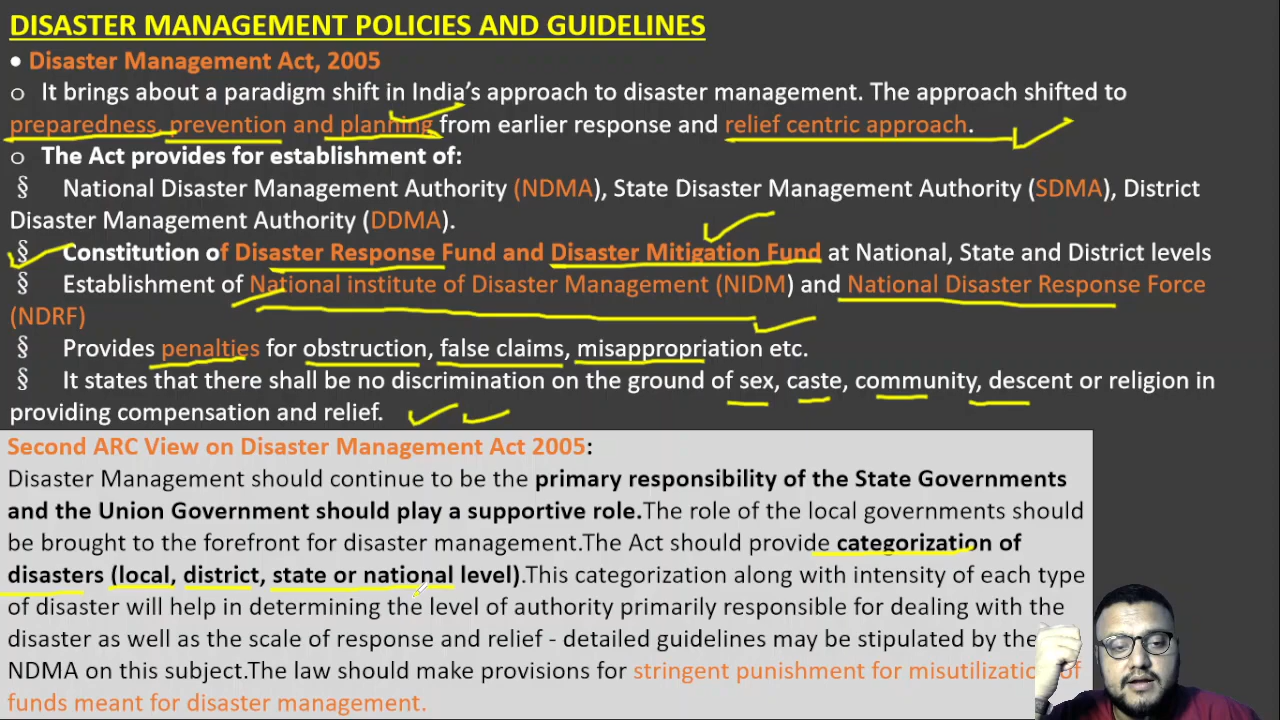 DISASTER MANAGEMENT POLICIES AND GUIDELINES
• Disaster Management Act, 2005
o It brings about a paradigm shift in India's approach to disaster management. The approach shifted to
preparedness, prevention and planning from earlier response and relief centric approach.
o The Act provides for establishment of:
§ National Disaster Management Authority (NDMA), State Disaster Management Authority (SDMA), District
Disaster Management Authority (DDMA).
§ Constitution of Disaster Response Fund and Disaster Mitigation Fund at National, State and District levels
§ Establishment of National institute of Disaster Management (NIDM) and National Disaster Response Force
(NDRF)
§ Provides penalties for obstruction, false claims, misappropriation etc.
§ It states that there shall be no discrimination on the ground of sex, caste, community, descent or religion in
providing compensation and relief.
Second ARC View on Disaster Management Act 2005:
Disaster Management should continue to be the primary responsibility of the State Governments
and the Union Government should play a supportive role.The role of the local governments should
be brought to the forefront for disaster management.The Act should provide categorization of
disasters (local, district, state or national level).This categorization along with intensity of each type
of disaster will help in determining the level of authority primarily responsible for dealing with the
disaster as well as the scale of response and relief - detailed guidelines may be stipulated by the
NDMA on this subject.The law should make provisions for stringent punishment for misutilization of
funds meant for disaster management.